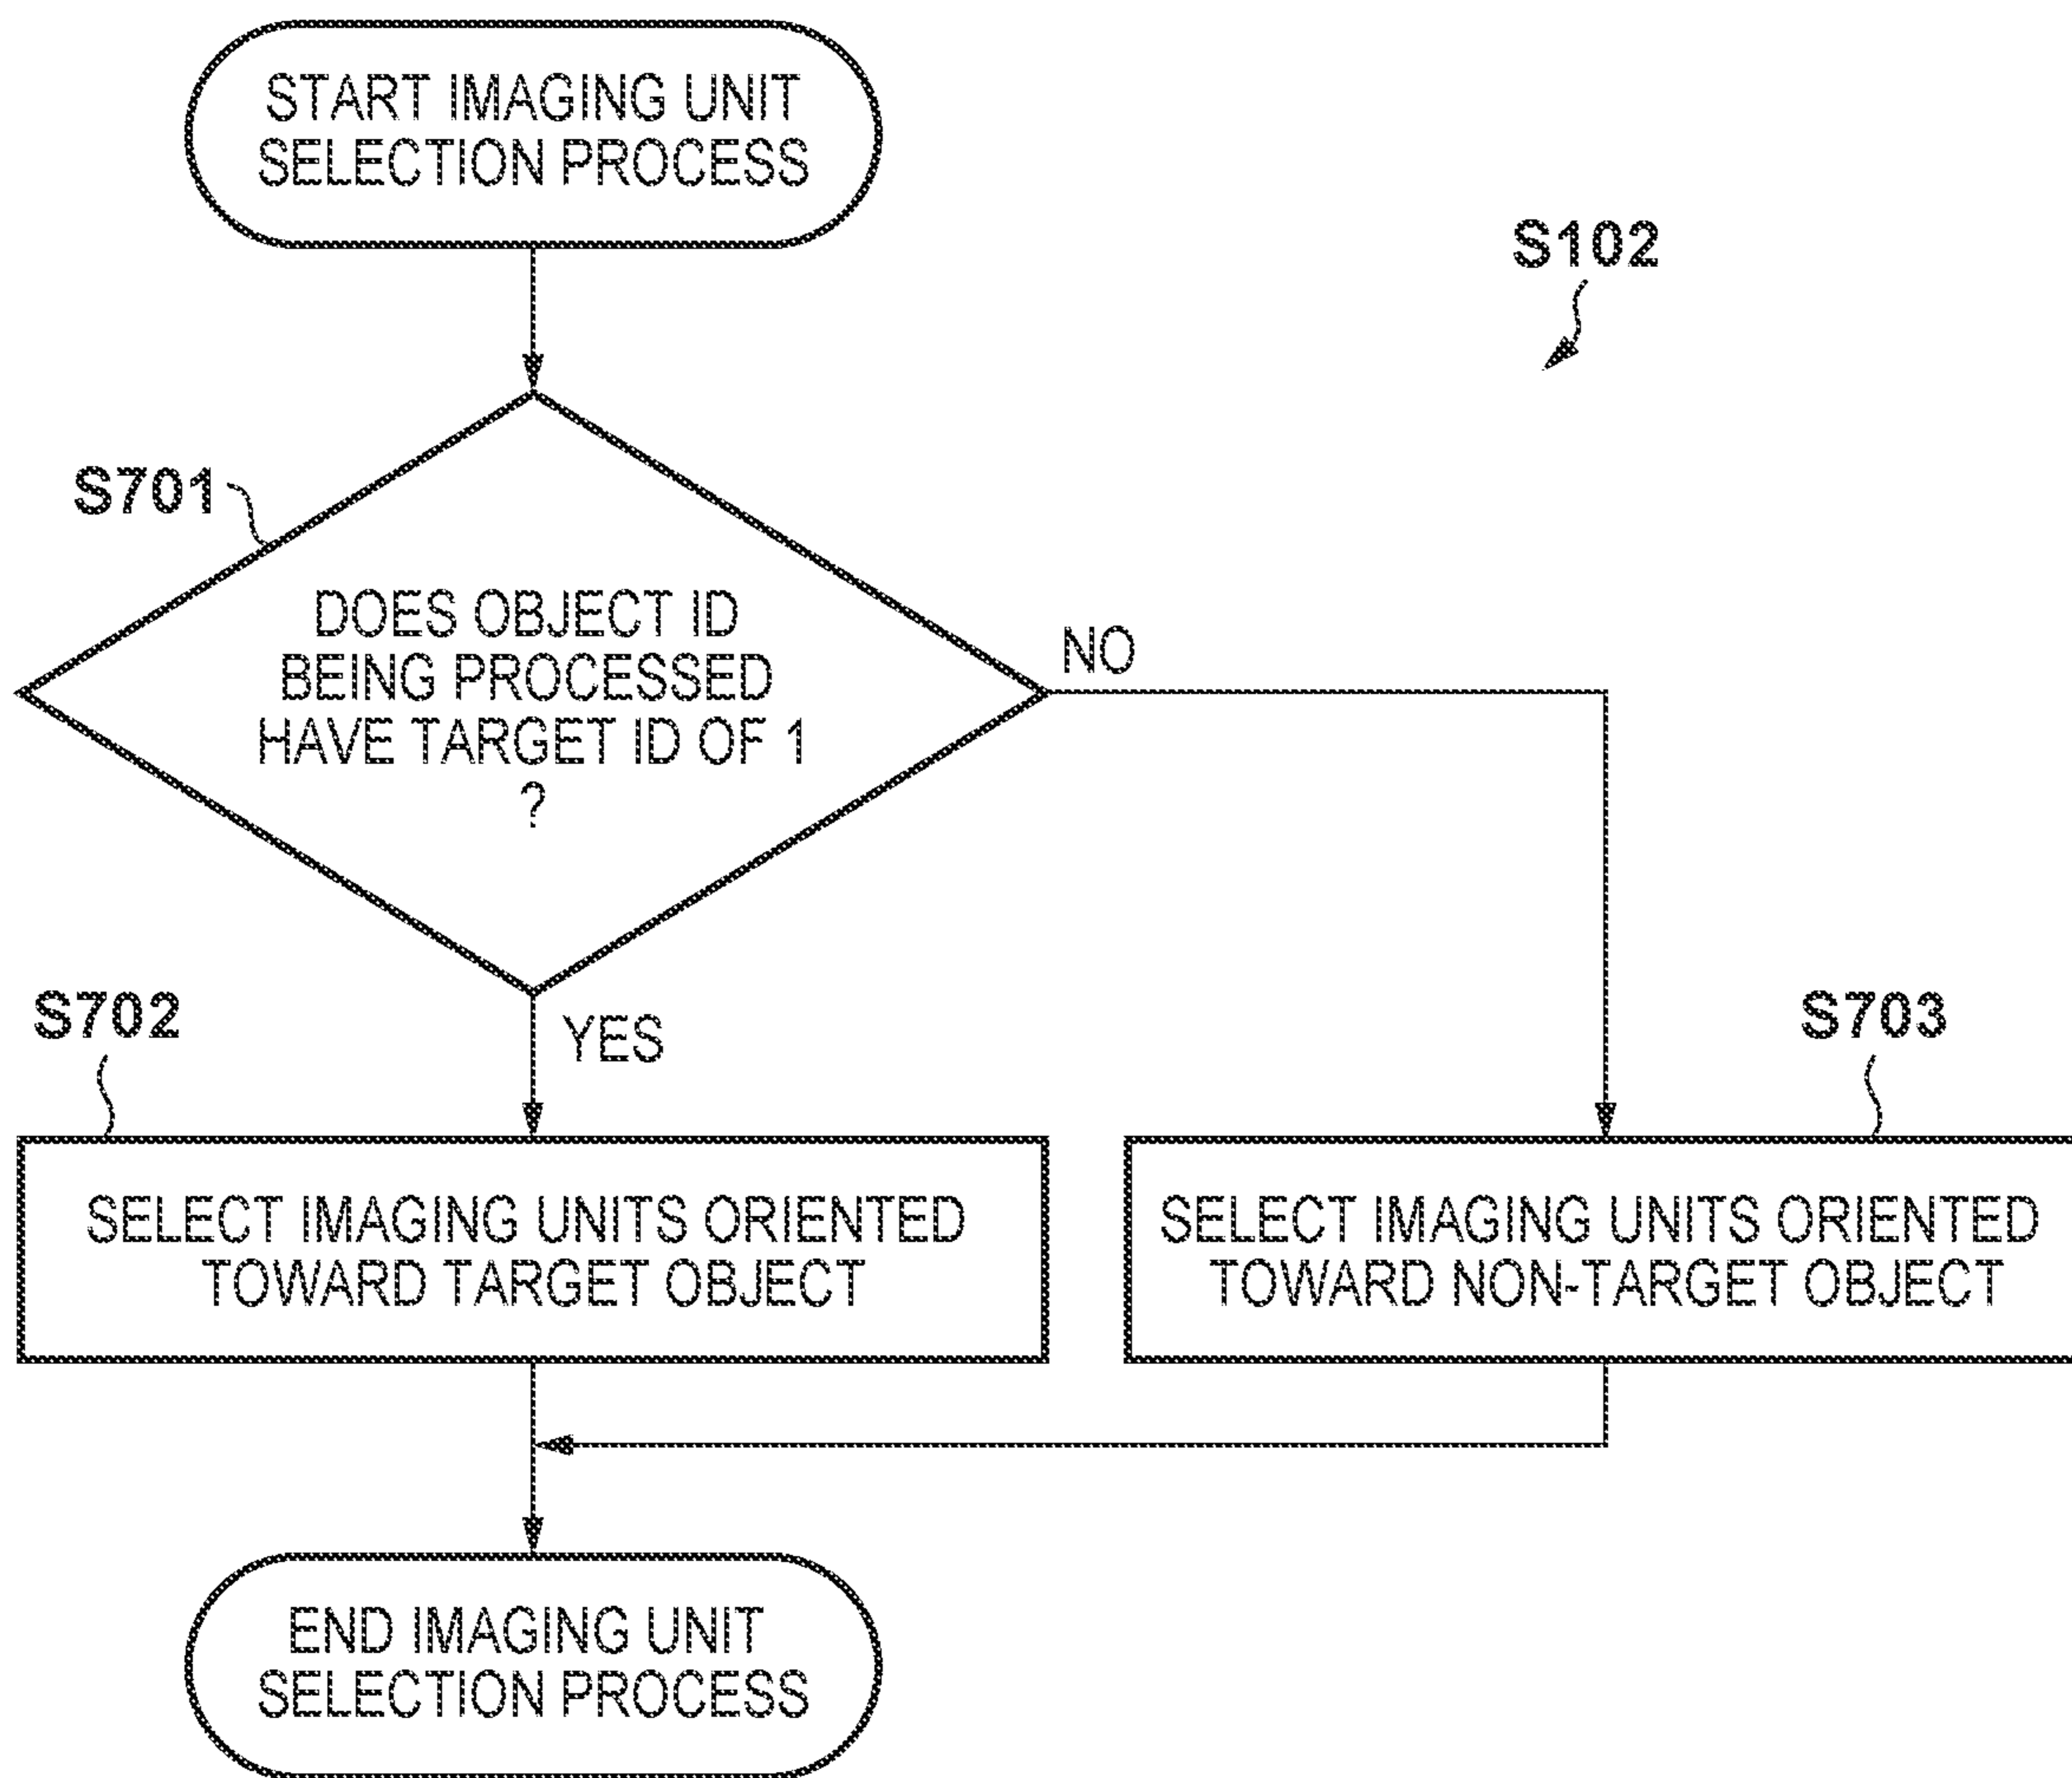 START IMAGING UNIT
SELECTION PROCESS
S102
S701
DOES OBJECT ID
BEING PROCESSED
HAVE TARGET ID OF 1
?
NO
YES
S702
SELECT IMAGING UNITS ORIENTED
TOWARD TARGET OBJECT
S703
SELECT IMAGING UNITS ORIENTED
TOWARD NON-TARGET OBJECT
END IMAGING UNIT
SELECTION PROCESS